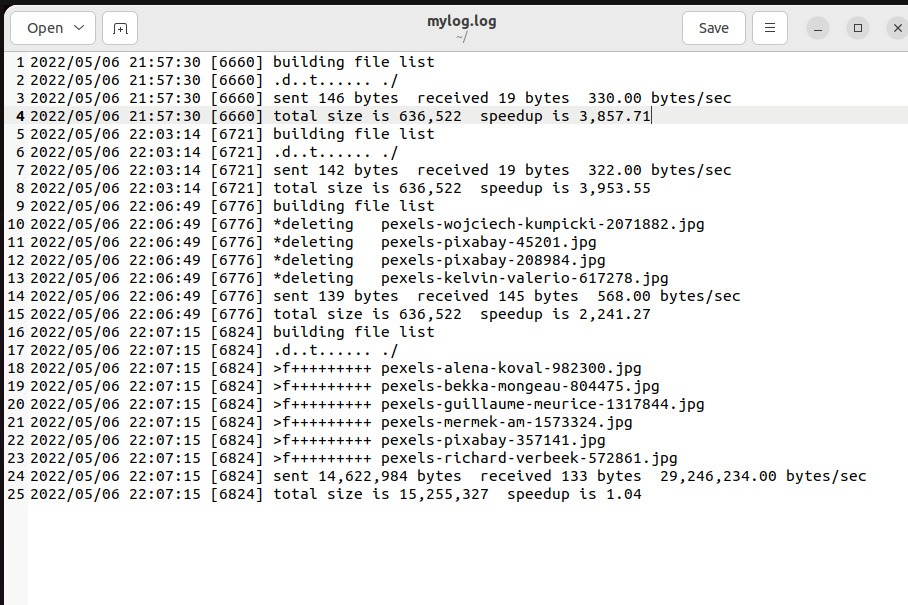 Open
mylog.log
~/
Save
1 2022/05/06 21:57:30 [6660] building file list
2 2022/05/06 21:57:30 [6660] .d..t...... ./
3 2022/05/06 21:57:30 [6660] sent 146 bytes  received 19 bytes  330.00 bytes/sec
4 2022/05/06 21:57:30 [6660] total size is 636,522  speedup is 3,857.71
5 2022/05/06 22:03:14 [6721] building file list
6 2022/05/06 22:03:14 [6721] .d..t...... ./
7 2022/05/06 22:03:14 [6721] sent 142 bytes  received 19 bytes  322.00 bytes/sec
8 2022/05/06 22:03:14 [6721] total size is 636,522  speedup is 3,953.55
9 2022/05/06 22:06:49 [6776] building file list
10 2022/05/06 22:06:49 [6776] *deleting   pexels-wojciech-kumpicki-2071882.jpg
11 2022/05/06 22:06:49 [6776] *deleting   pexels-pixabay-45201.jpg
12 2022/05/06 22:06:49 [6776] *deleting   pexels-pixabay-208984.jpg
13 2022/05/06 22:06:49 [6776] *deleting   pexels-kelvin-valerio-617278.jpg
14 2022/05/06 22:06:49 [6776] sent 139 bytes  received 145 bytes  568.00 bytes/sec
15 2022/05/06 22:06:49 [6776] total size is 636,522  speedup is 2,241.27
16 2022/05/06 22:07:15 [6824] building file list
17 2022/05/06 22:07:15 [6824] .d..t...... ./
18 2022/05/06 22:07:15 [6824] >f+++++++++ pexels-alena-koval-982300.jpg
19 2022/05/06 22:07:15 [6824] >f+++++++++ pexels-bekka-mongeau-804475.jpg
20 2022/05/06 22:07:15 [6824] >f+++++++++ pexels-guillaume-meurice-1317844.jpg
21 2022/05/06 22:07:15 [6824] >f+++++++++ pexels-mermek-am-1573324.jpg
22 2022/05/06 22:07:15 [6824] >f+++++++++ pexels-pixabay-357141.jpg
23 2022/05/06 22:07:15 [6824] >f+++++++++ pexels-richard-verbeek-572861.jpg
24 2022/05/06 22:07:15 [6824] sent 14,622,984 bytes  received 133 bytes  29,246,234.00 bytes/sec
25 2022/05/06 22:07:15 [6824] total size is 15,255,327  speedup is 1.04